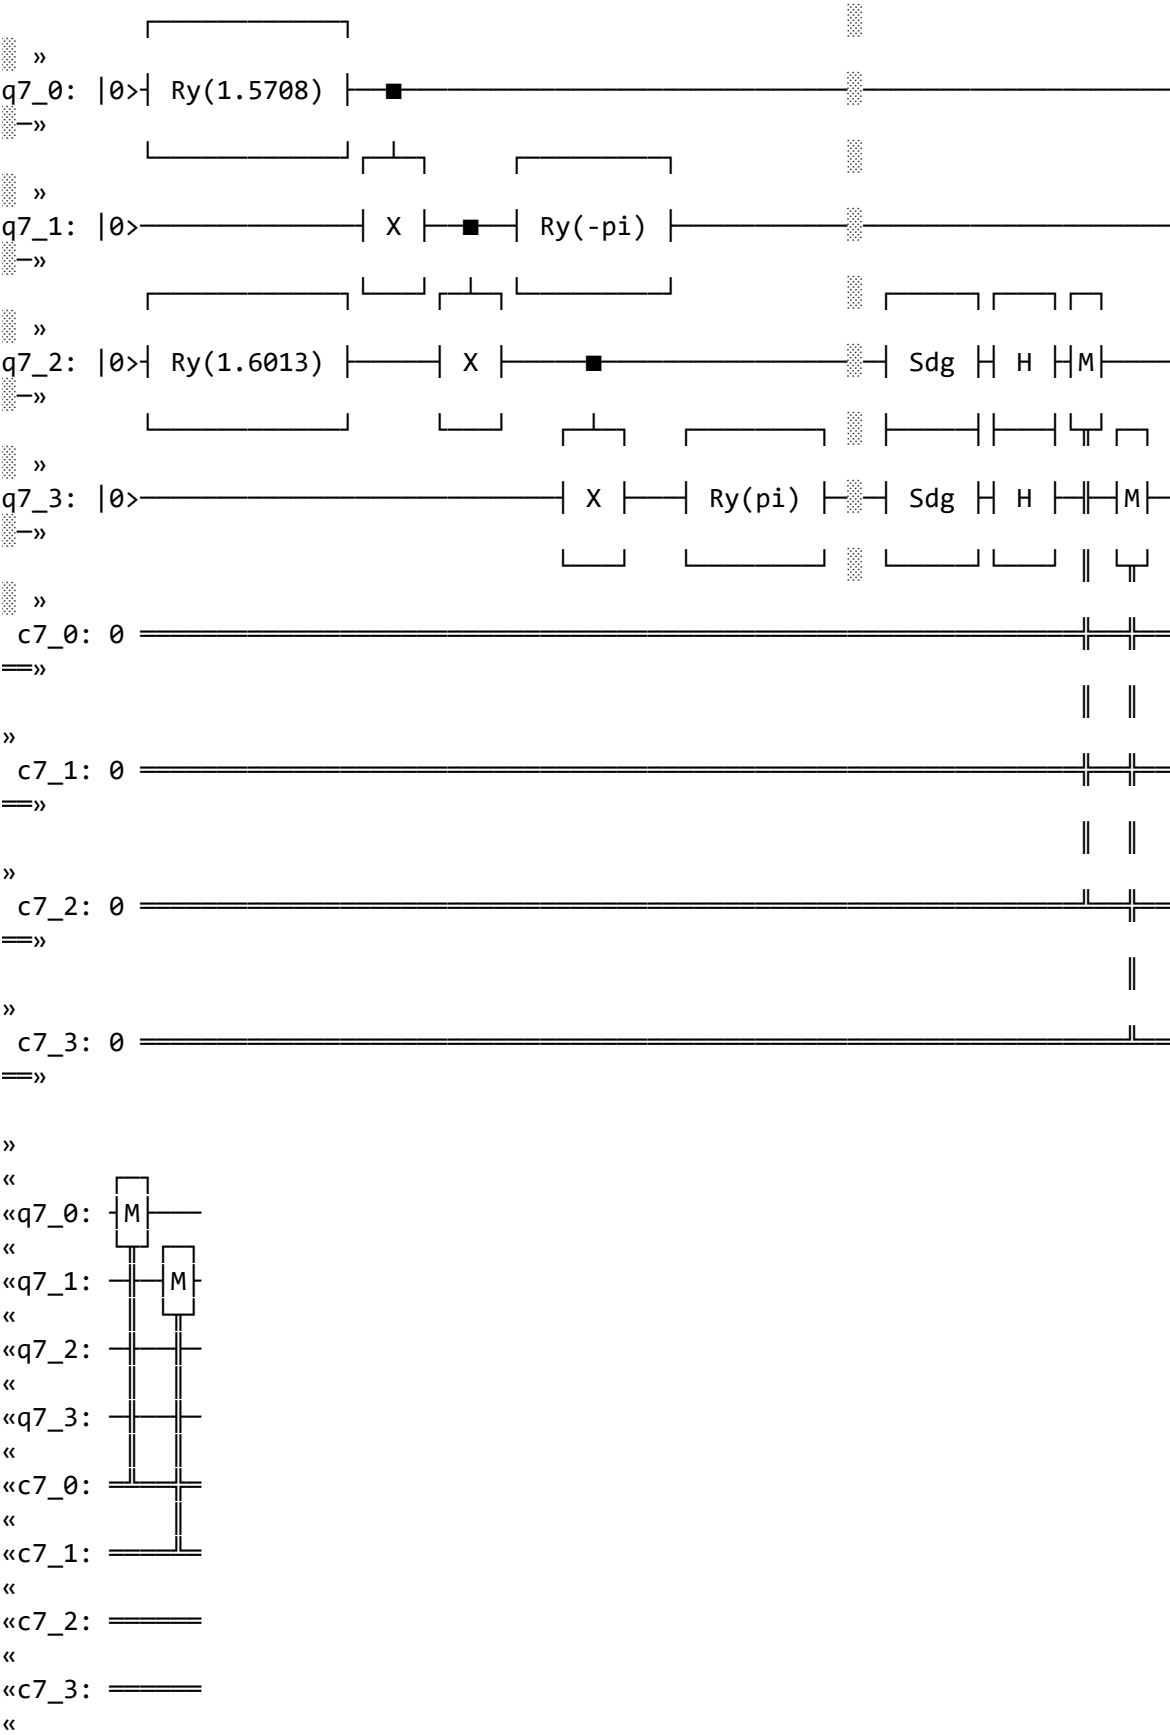 ░
░ »
q7_0: |0>┤ Ry(1.5708) ├──■─────────────────────────────░────────────────────
░─»
░
░ »
q7_1: |0>───────────────┤ X ├──■──┤ Ry(-pi) ├───────────░────────────────────
░─»
░
░ »
q7_2: |0>┤ Ry(1.6013) ├──────┤ X ├─────■────────────────░─┤ Sdg ├┤ H ├┤M├────
░─»
░
░ »
q7_3: |0>────────────────────────────┤ X ├───┤ Ry(pi) ├─░─┤ Sdg ├┤ H ├─╫──┤M├─
░─»
░
░ »
c7_0: 0 ══════════════════════════════════════════════════════════════╬══╬══
══»
»
c7_1: 0 ══════════════════════════════════════════════════════════════╬══╬══
══»
»
c7_2: 0 ══════════════════════════════════════════════════════════════╩══╬══
══»
»
c7_3: 0 ═════════════════════════════════════════════════════════════════╩══
══»
»
«
«q7_0: ┤M├───
«
«q7_1: ─╫──┤M├
«
«q7_2: ─╫──╫─
«
«q7_3: ─╫──╫─
«
«c7_0: ═╩══╬═
«
«c7_1: ════╩═
«
«c7_2: ══════
«
«c7_3: ══════
«